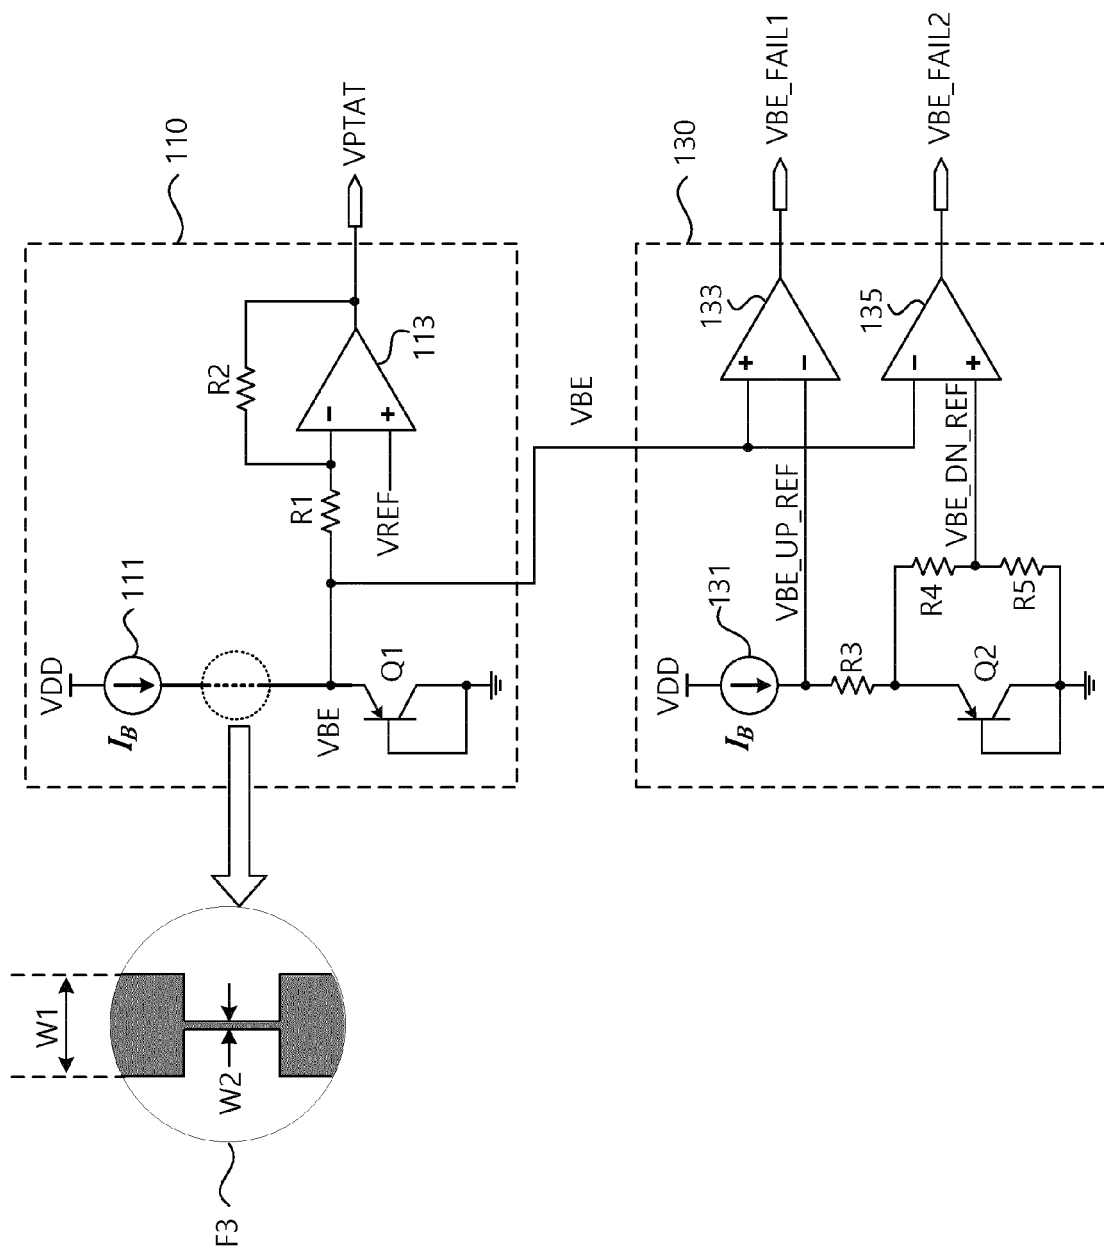 110
VPTAT
R2
113
VDD
111
I_B
R1
VREF
VBE
Q1
W1
W2
F3
VBE
130
VBE_FAIL1
VBE_FAIL2
133
135
VDD
131
I_B
VBE_UP_REF
VBE_DN_REF
R3
R4
R5
Q2
+
−
−
+
−
+